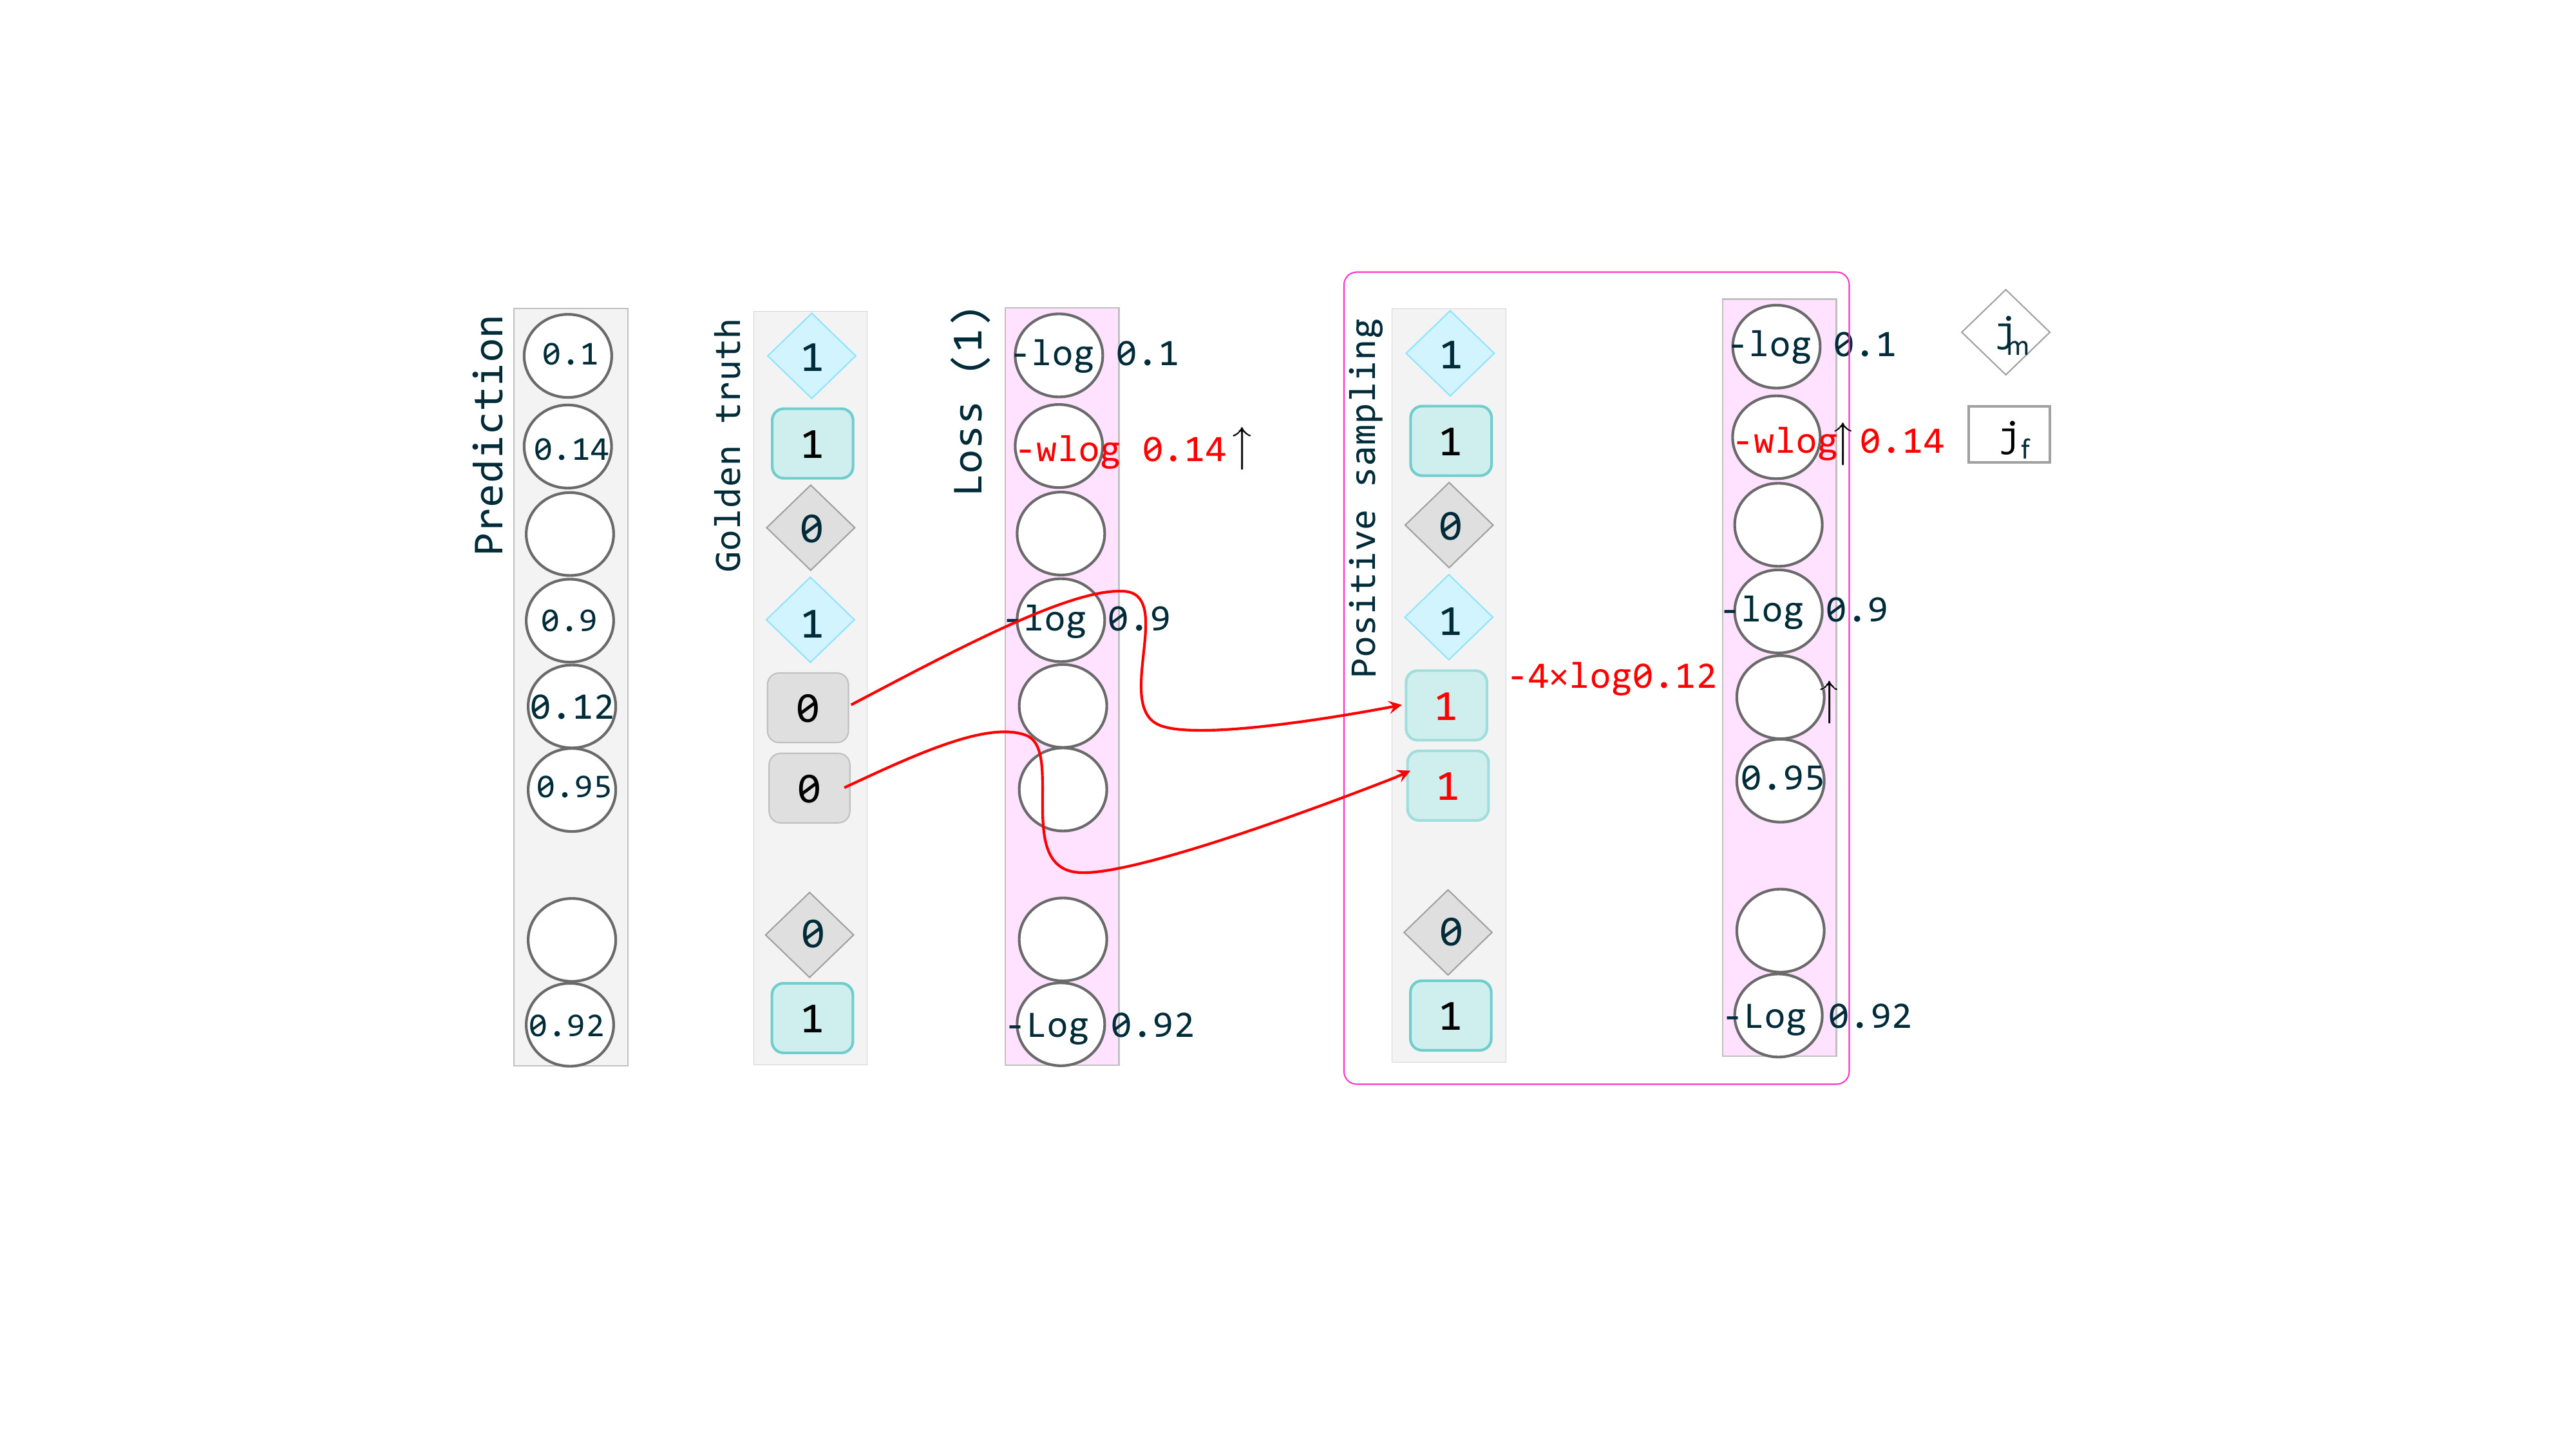 Prediction
0.1
0.14
0.9
0.12
0.95
0.92
Golden truth
1
1
0
1
0
0
0
1
Loss (1)
-log 0.1
-wlog 0.14↑
-log 0.9
-Log 0.92
Positive sampling
1
1
0
1
1
1
0
1
-4×log0.12
-log 0.1
-wlog 0.14
↑
-log 0.9
↑
0.95
-Log 0.92
jm
jf